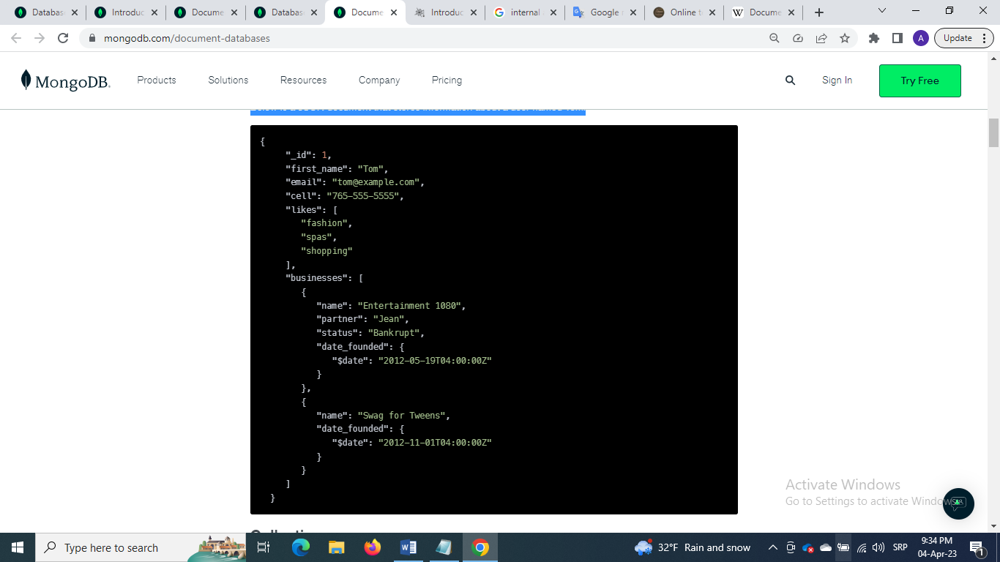 Databas
Introduc
Docume
Databas
Docume
Introduc
internal
Google
Online t
Docume
mongodb.com/document-databases
A
Update
MongoDB.
Products
Solutions
Resources
Company
Pricing
Sign In
Try Free
{
"_id": 1,
"first_name": "Tom",
"email": "tom@example.com",
"cell": "765-555-5555",
"likes": [
"fashion",
"spas",
"shopping"
],
"businesses": [
{
"name": "Entertainment 1080",
"partner": "Jean",
"status": "Bankrupt",
"date_founded": {
"$date": "2012-05-19T04:00:00Z"
}
},
{
"name": "Swag for Tweens",
"date_founded": {
"$date": "2012-11-01T04:00:00Z"
}
}
]
}
Activate Windows
Go to Settings to activate Windows.
Type here to search
32°F Rain and snow
SRP
9:34 PM
04-Apr-23
1